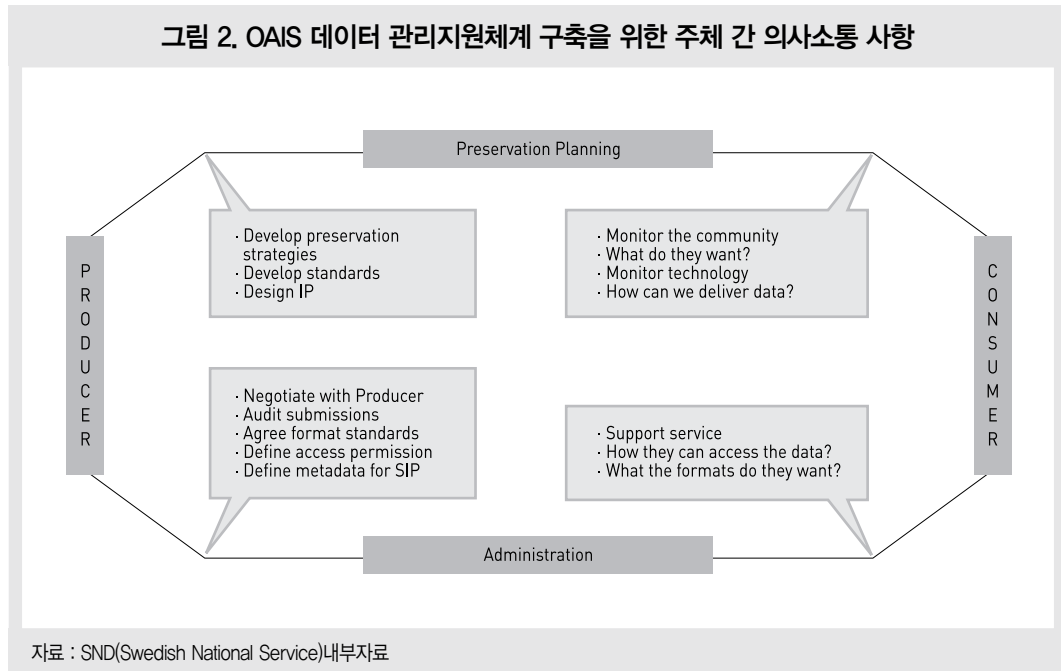 그림 2. OAIS 데이터 관리지원체계 구축을 위한 주체 간 의사소통 사항
Preservation Planning
PRODUCER
· Develop preservation
strategies
· Develop standards
· Design IP
· Monitor the community
· What do they want?
· Monitor technology
· How can we deliver data?
CONSUMER
· Negotiate with Producer
· Audit submissions
· Agree format standards
· Define access permission
· Define metadata for SIP
· Support service
· How they can access the data?
· What the formats do they want?
Administration
자료 : SND(Swedish National Service)내부자료